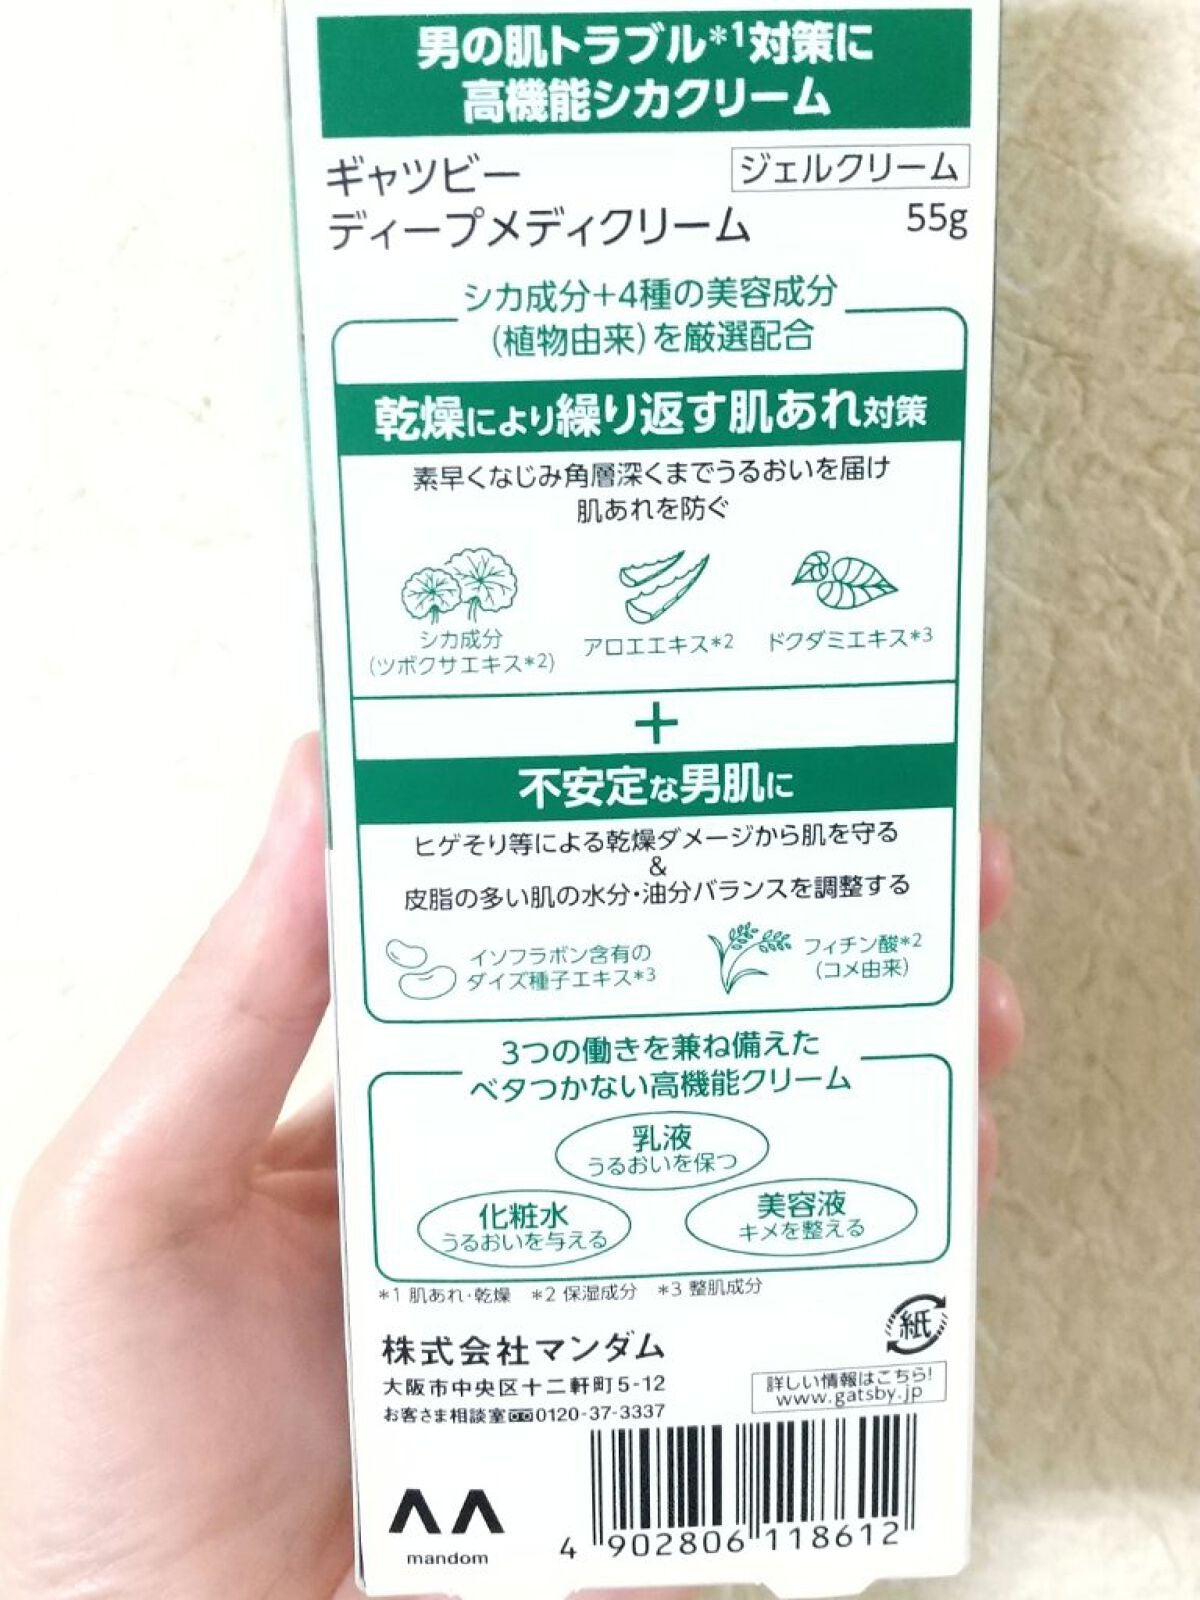 男の肌トラブル*1対策に
高機能シカクリーム
ギャツビー
ジェルクリーム
ディープメディクリーム
55g
シカ成分+4種の美容成分
(植物由来)を厳選配合
乾燥により繰り返す肌あれ対策
素早くなじみ角層深くまでうるおいを届け
肌あれを防ぐ
シカ成分
(ツボクサエキス*2)
アロエエキス*2
ドクダミエキス*3
+
不安定な男肌に
ヒゲそり等による乾燥ダメージから肌を守る
&
皮脂の多い肌の水分・油分バランスを調整する
イソフラボン含有の
ダイズ種子エキス*3
フィチン酸*2
(コメ由来)
3つの働きを兼ね備えた
ベタつかない高機能クリーム
乳液
うるおいを保つ
化粧水
うるおいを与える
美容液
キメを整える
*1 肌あれ・乾燥 *2 保湿成分 *3 整肌成分
紙
株式会社マンダム
大阪市中央区十二軒町5-12
お客さま相談室0120-37-3337
詳しい情報はこちら!
www.gatsby.jp
mandom
4 902806 118612